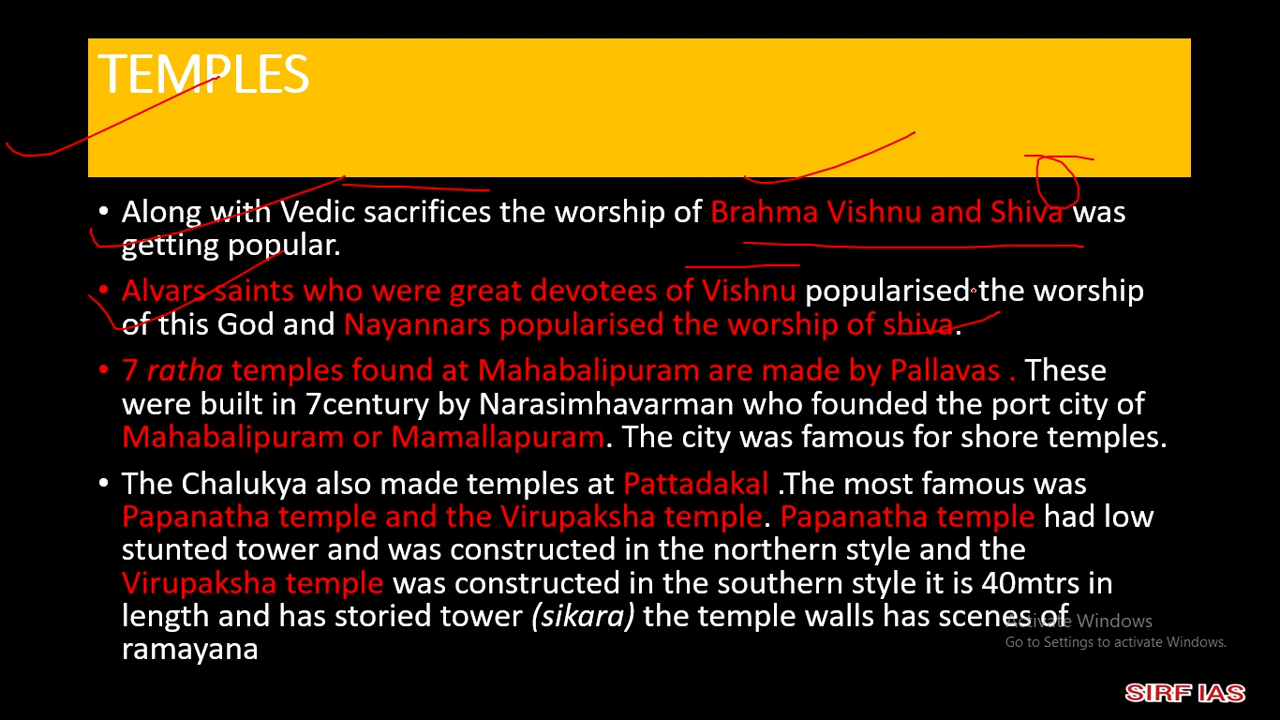 TEMPLES
• Along with Vedic sacrifices the worship of Brahma Vishnu and Shiva was
getting popular.
• Alvars saints who were great devotees of Vishnu popularised the worship
of this God and Nayannars popularised the worship of shiva.
• 7 ratha temples found at Mahabalipuram are made by Pallavas . These
were built in 7century by Narasimhavarman who founded the port city of
Mahabalipuram or Mamallapuram. The city was famous for shore temples.
• The Chalukya also made temples at Pattadakal .The most famous was
Papanatha temple and the Virupaksha temple. Papanatha temple had low
stunted tower and was constructed in the northern style and the
Virupaksha temple was constructed in the southern style it is 40mtrs in
length and has storied tower (sikara) the temple walls has scenes of
ramayana
Activate Windows
Go to Settings to activate Windows.
SIRF IAS